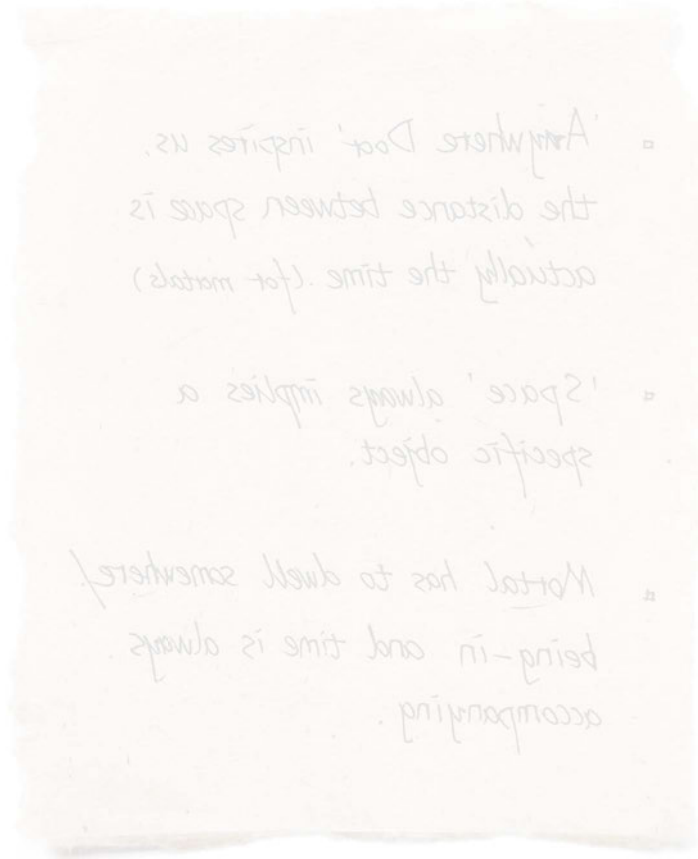 ▫ 'Anywhere Door' inspires us.
the distance between space is
actually the time. (for mortals)
▫ 'Space' always implies a
specific object.
▫ Mortal has to dwell somewhere/
being-in and time is always
accompanying.